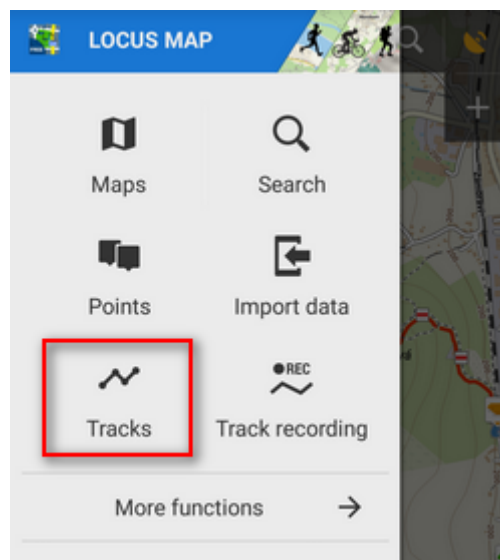 LOCUS MAP
Maps
Search
Points
Import data
REC
Tracks
Track recording
More functions